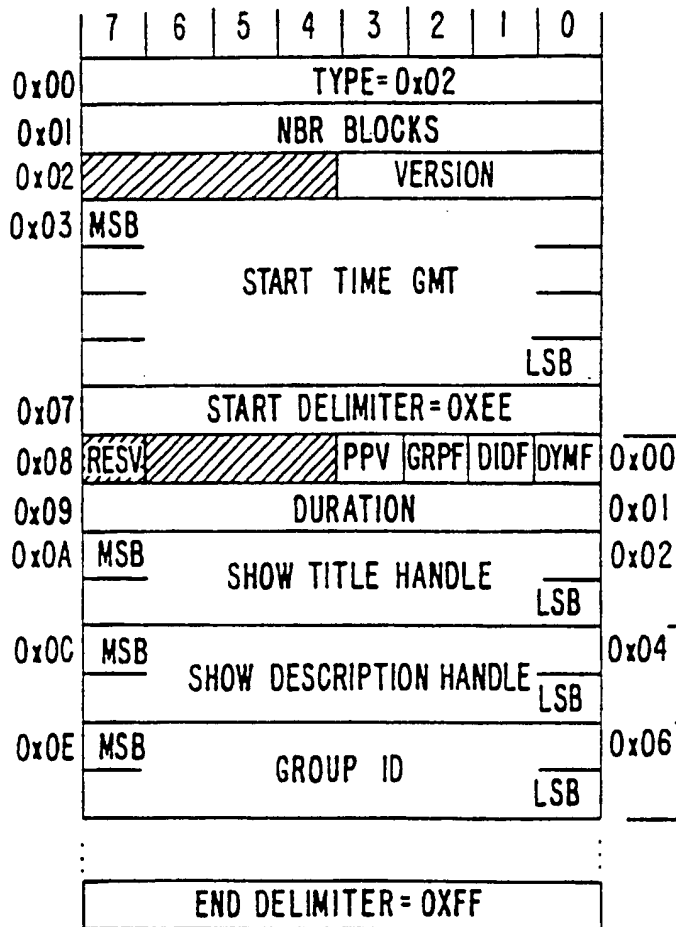 7 6 5 4 3 2 1 0
0x00 TYPE=0x02
0x01 NBR BLOCKS
0x02 VERSION
0x03 MSB
START TIME GMT
LSB
0x07 START DELIMITER=0XEE
0x08 RESV PPV GRPF DIDF DYMF 0x00
0x09 DURATION 0x01
0x0A MSB 0x02
SHOW TITLE HANDLE
LSB
0x0C MSB 0x04
SHOW DESCRIPTION HANDLE
LSB
0x0E MSB 0x06
GROUP ID
LSB
END DELIMITER=0XFF